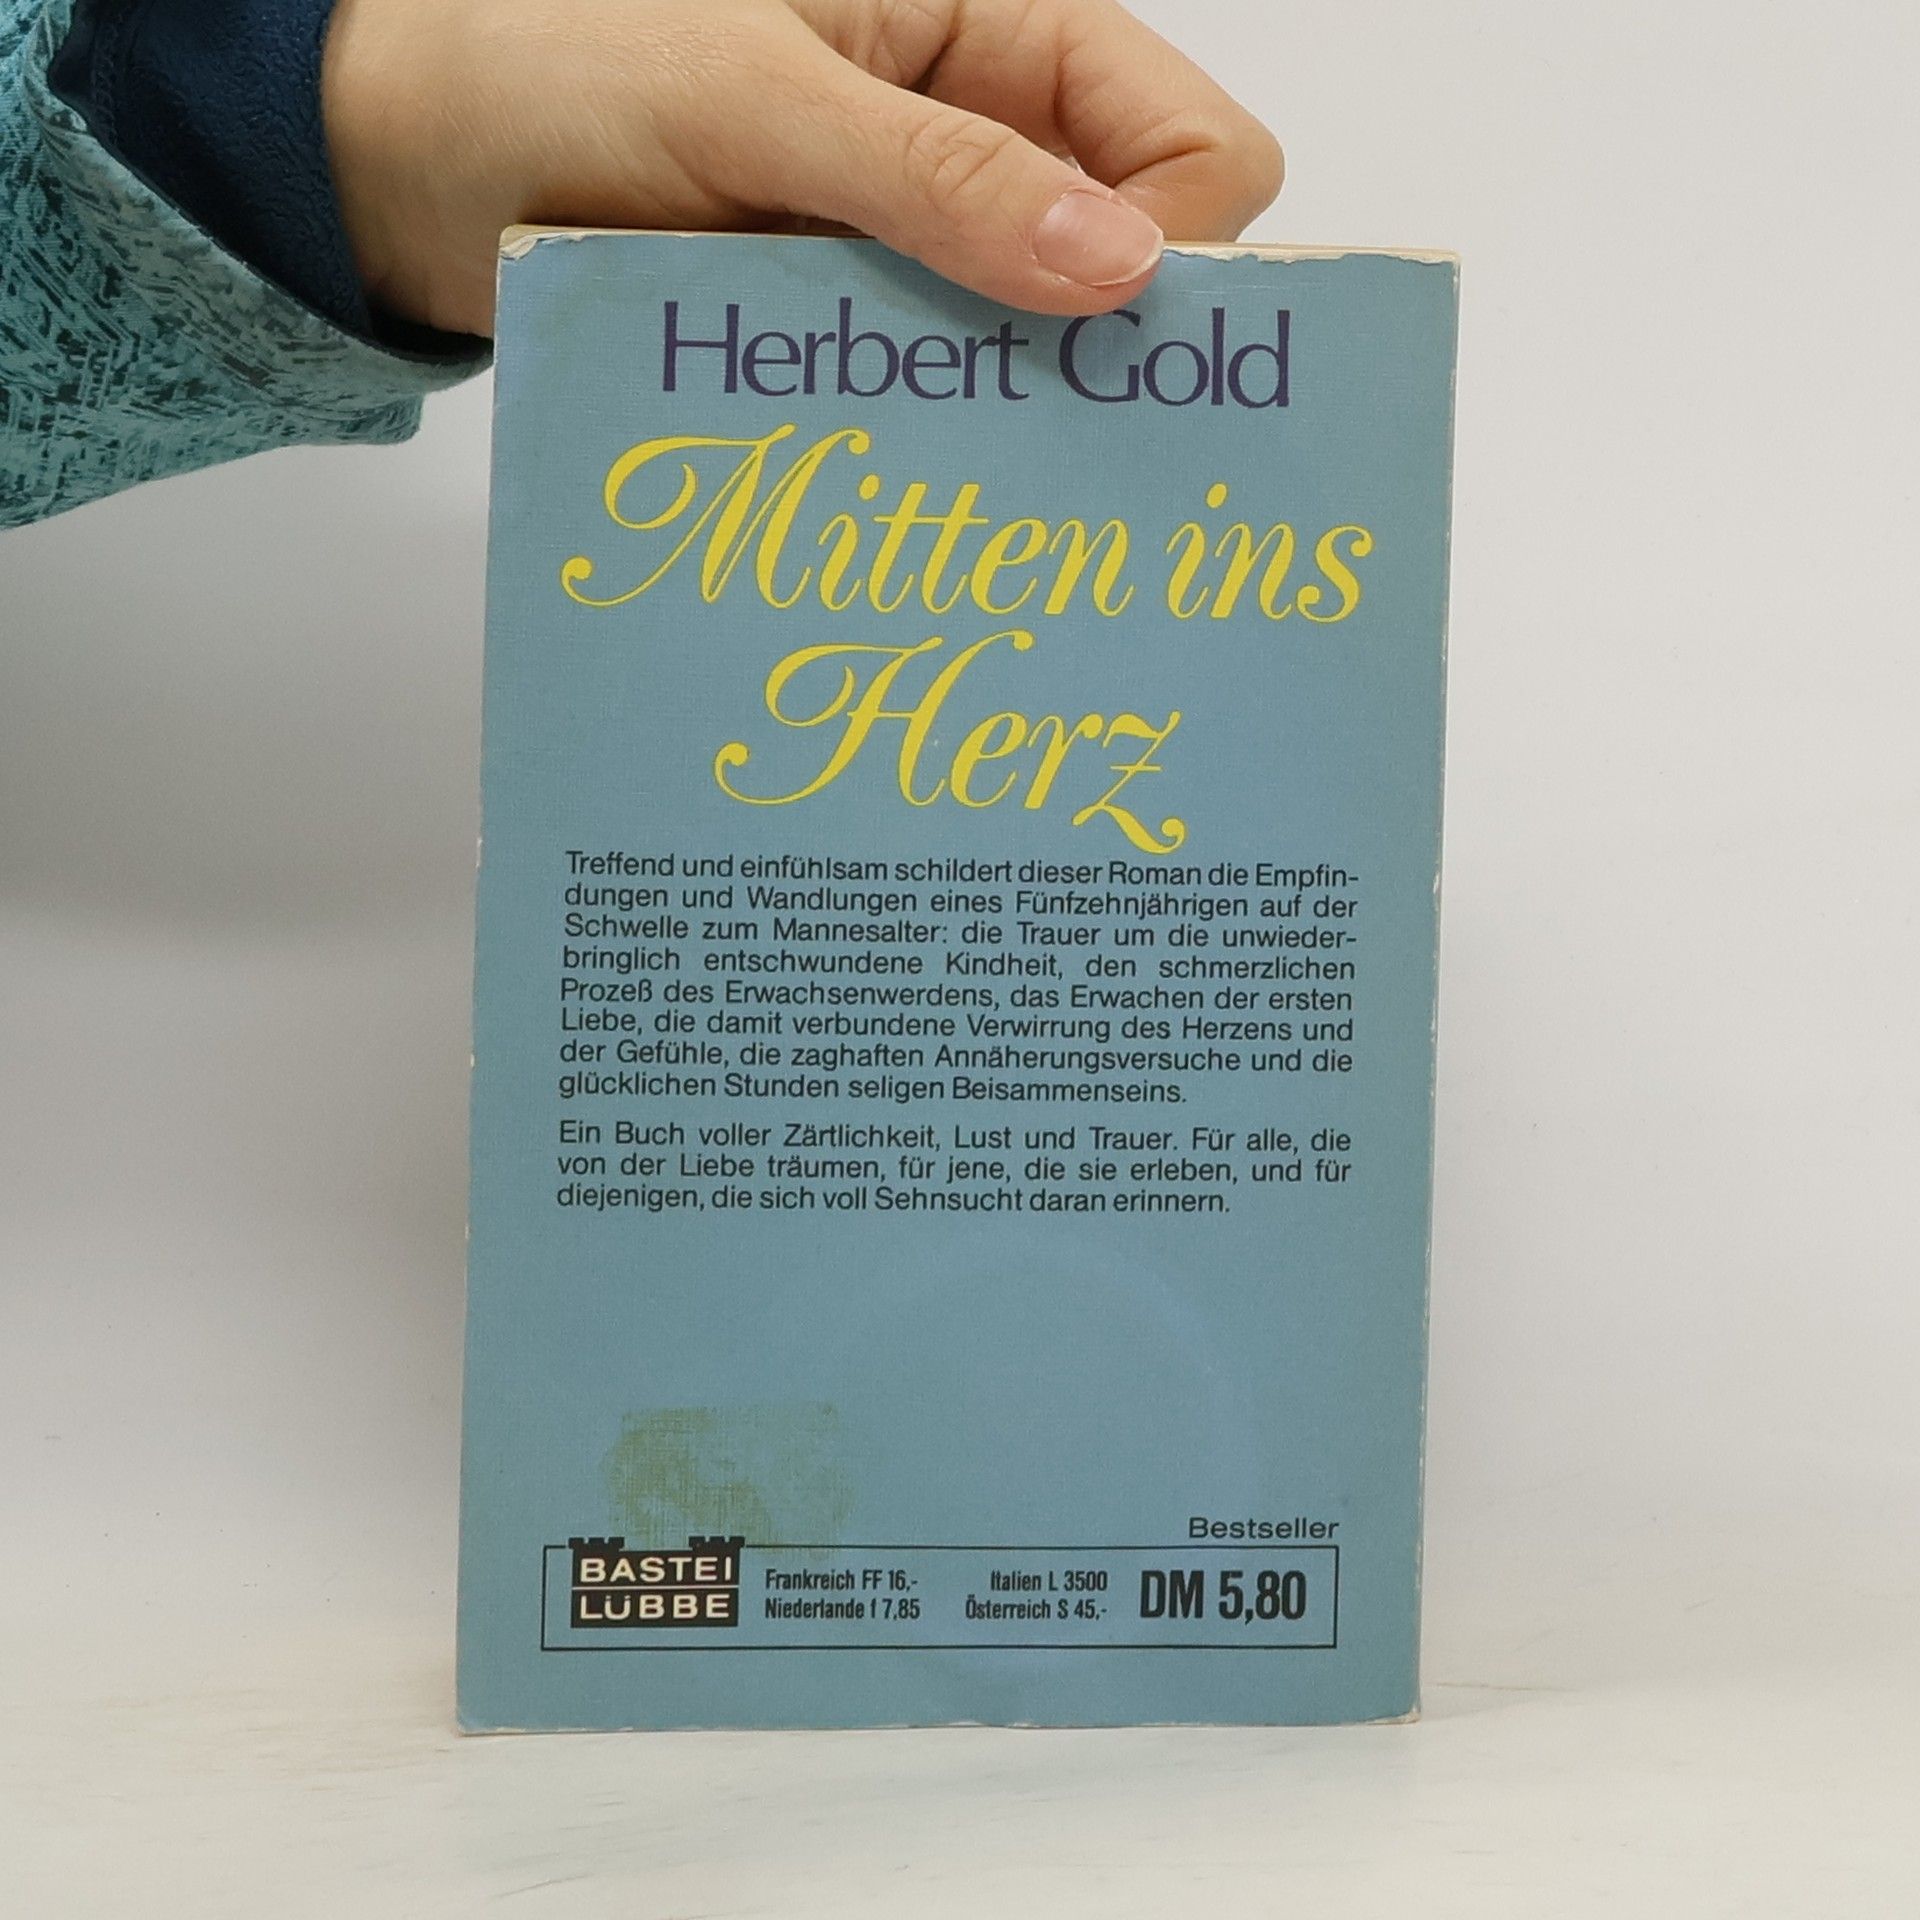 Herbert Gold
Mitten ins
Herz
Treffend und einfühlsam schildert dieser Roman die Empfin-
dungen und Wandlungen eines Fünfzehnjährigen auf der
Schwelle zum Mannesalter: die Trauer um die unwieder-
bringlich entschwundene Kindheit, den schmerzlichen
Prozeß des Erwachsenwerdens, das Erwachen der ersten
Liebe, die damit verbundene Verwirrung des Herzens und
der Gefühle, die zaghaften Annäherungsversuche und die
glücklichen Stunden seligen Beisammenseins.
Ein Buch voller Zärtlichkeit, Lust und Trauer. Für alle, die
von der Liebe träumen, für jene, die sie erleben, und für
diejenigen, die sich voll Sehnsucht daran erinnern.
Bestseller
BASTEI
LÜBBE
Frankreich FF 16,-
Niederlande f 7,85
Italien L 3500
Österreich S 45,-
DM 5,80